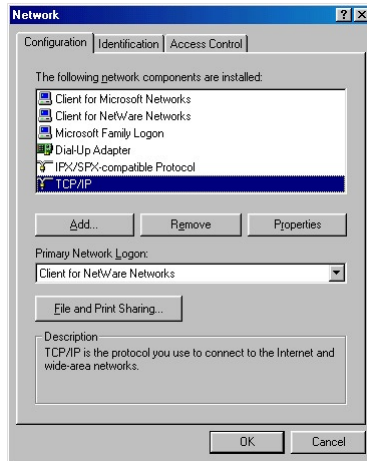 Network
Configuration Identification Access Control
The following network components are installed:
Client for Microsoft Networks
Client for NetWare Networks
Microsoft Family Logon
Dial-Up Adapter
IPX/SPX-compatible Protocol
TCP/IP
Add... Remove Properties
Primary Network Logon:
Client for NetWare Networks
File and Print Sharing...
Description
TCP/IP is the protocol you use to connect to the Internet and
wide-area networks.
OK Cancel